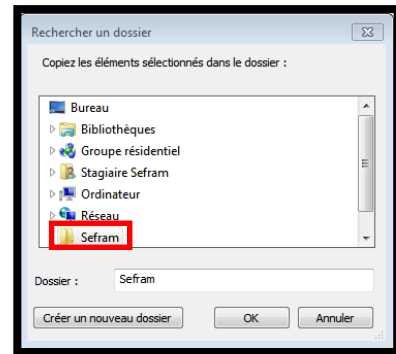 Rechercher un dossier
Copiez les éléments sélectionnés dans le dossier :
Bureau
Bibliothèques
Groupe résidentiel
Stagiaire Sefram
Ordinateur
Réseau
Sefram
Dossier : Sefram
Créer un nouveau dossier OK Annuler